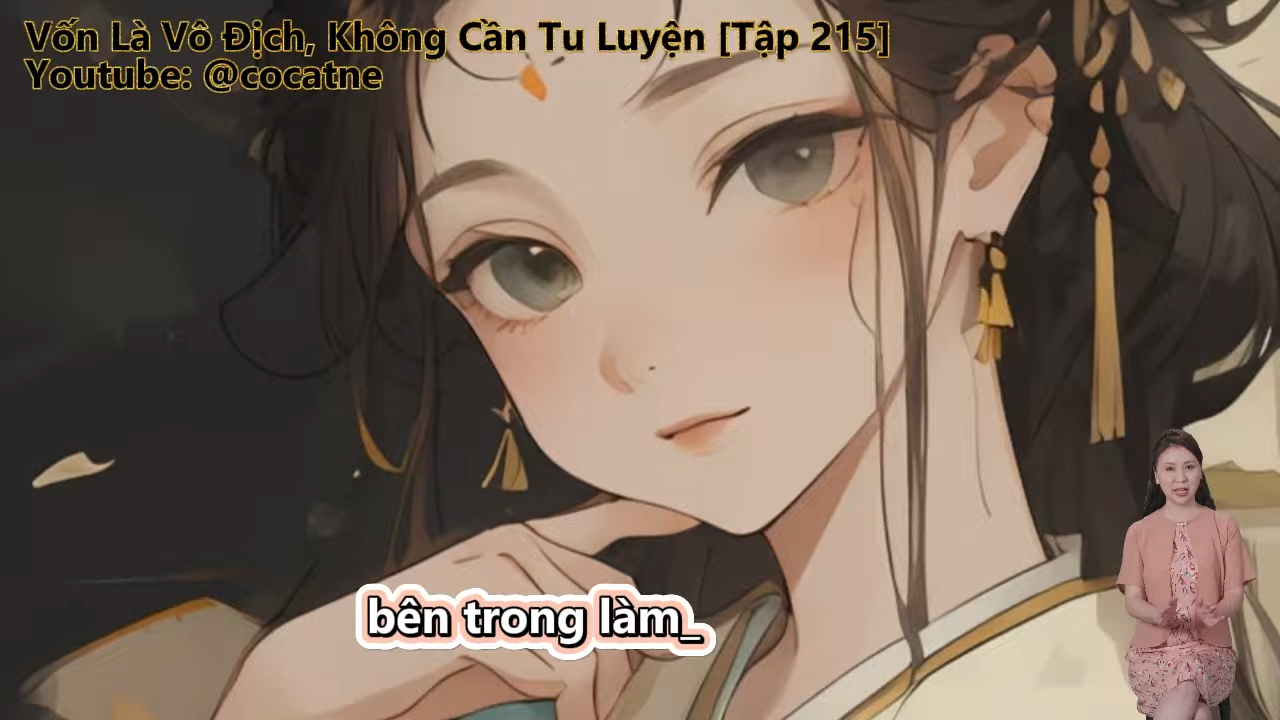 Vốn Là Vô Địch, Không Cần Tu Luyện [Tập 215]
Youtube: @cocatne
bên trong làm_